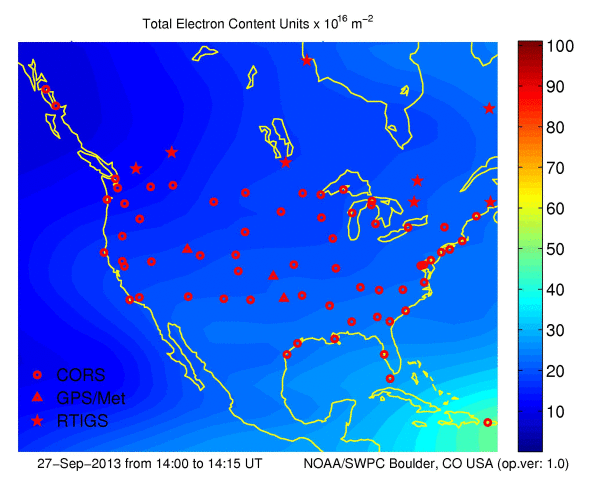 Total Electron Content Units x 10^16 m^−2
100
90
80
70
60
50
40
30
20
10
CORS
GPS/Met
RTIGS
27−Sep−2013 from 14:00 to 14:15 UT NOAA/SWPC Boulder, CO USA (op.ver: 1.0)